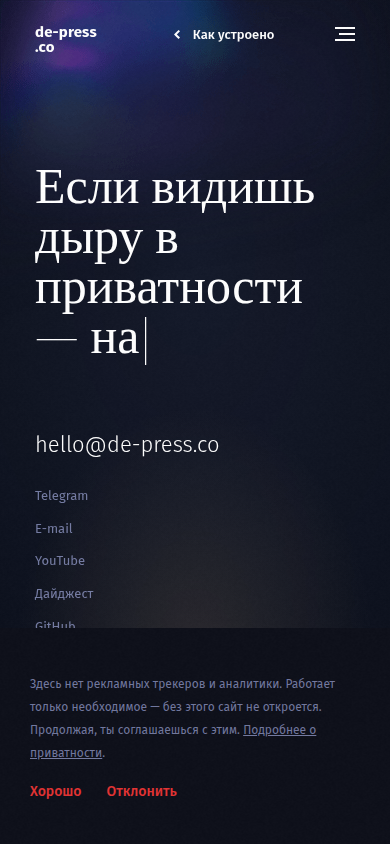 de-press
.co
Как устроено
Если видишь
дыру в
приватности
— на
hello@de-press.co
Telegram
E-mail
YouTube
Дайджест
GitHub
Здесь нет рекламных трекеров и аналитики. Работает
только необходимое — без этого сайт не откроется.
Продолжая, ты соглашаешься с этим. Подробнее о
приватности.
Хорошо Отклонить